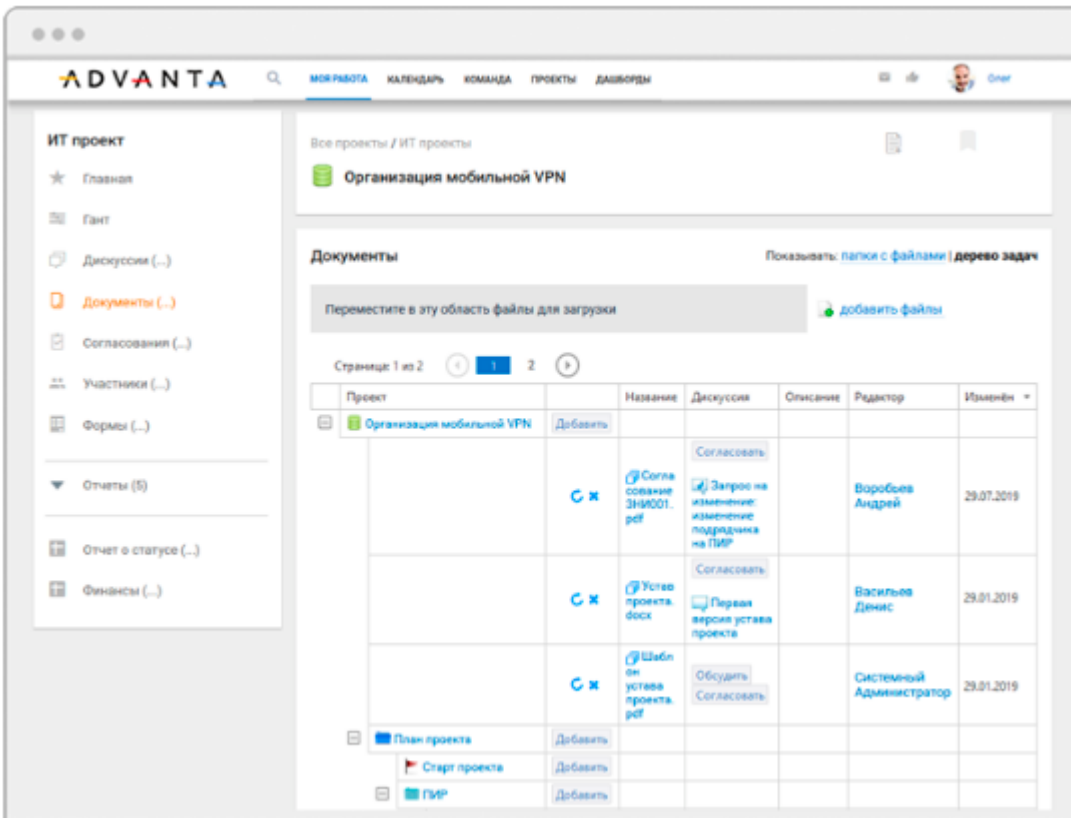 ADVANTA
МОЯ РАБОТА КАЛЕНДАРЬ КОМАНДА ПРОЕКТЫ ДАШБОРДЫ
Олег
ИТ проект
Главная
Гант
Дискуссии (...)
Документы (...)
Согласования (...)
Участники (...)
Формы (...)
Отчеты (5)
Отчет о статусе (...)
Финансы (...)
Все проекты / ИТ проекты
Организация мобильной VPN
Документы
Показывать: папки с файлами | дерево задач
Переместите в эту область файлы для загрузки
добавить файлы
Страница: 1 из 2 1 2
Проект Название Дискуссия Описание Редактор Изменён
Организация мобильной VPN Добавить
Согла
сование
ЗНИ001.
pdf
Согласовать
Запрос на
изменение:
изменение
подрядчика
на ПИР
Воробьев
Андрей
29.07.2019
Устав
проекта.
docx
Согласовать
Первая
версия устава
проекта
Васильев
Денис
29.01.2019
Шабл
он
устава
проекта.
pdf
Обсудить
Согласовать
Системный
Администратор
29.01.2019
План проекта Добавить
Старт проекта Добавить
ПИР Добавить